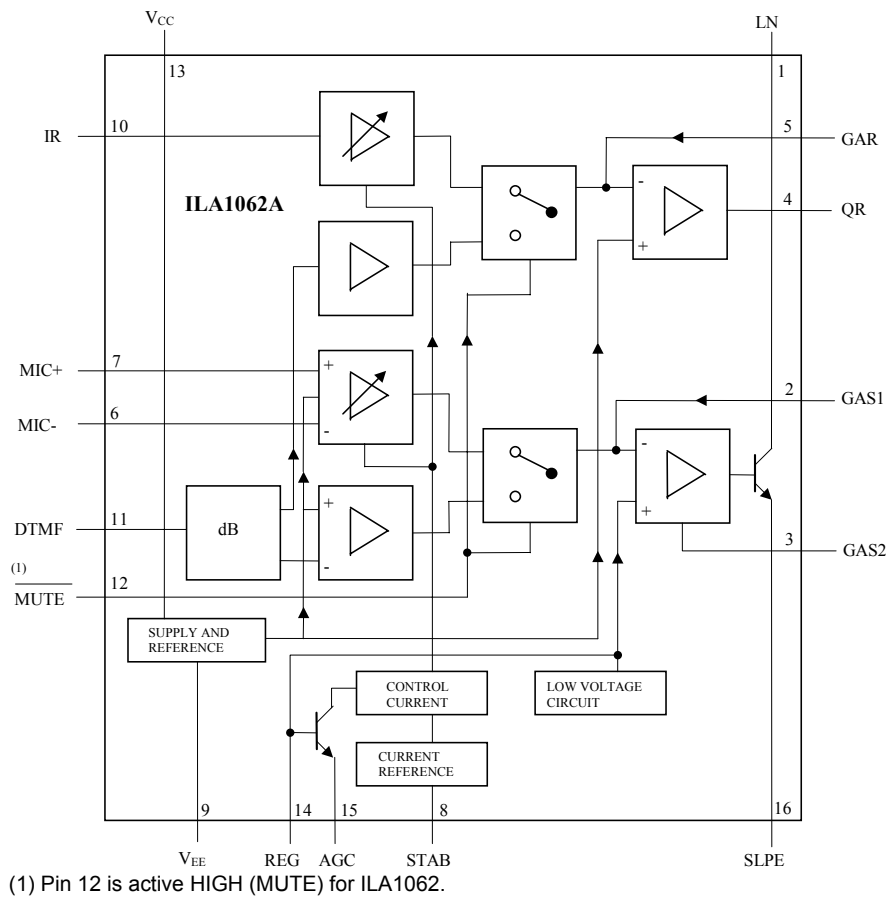 VCC
LN
13
1
IR
10
5
GAR
ILA1062A
-
4
QR
+
MIC+
7
+
2
GAS1
MIC-
6
-
-
DTMF
11
dB
+
+
-
3
GAS2
(1)
12
MUTE
SUPPLY AND
REFERENCE
CONTROL
CURRENT
LOW VOLTAGE
CIRCUIT
CURRENT
REFERENCE
9
14
15
8
16
VEE
REG
AGC
STAB
SLPE
(1) Pin 12 is active HIGH (MUTE) for ILA1062.